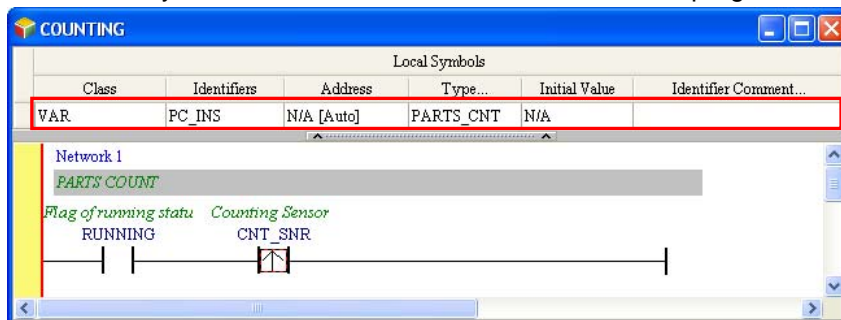 COUNTING
Local Symbols
Class Identifiers Address Type... Initial Value Identifier Comment...
VAR PC_INS N/A [Auto] PARTS_CNT N/A
Network 1
PARTS COUNT
Flag of running statu Counting Sensor
RUNNING CNT_SNR